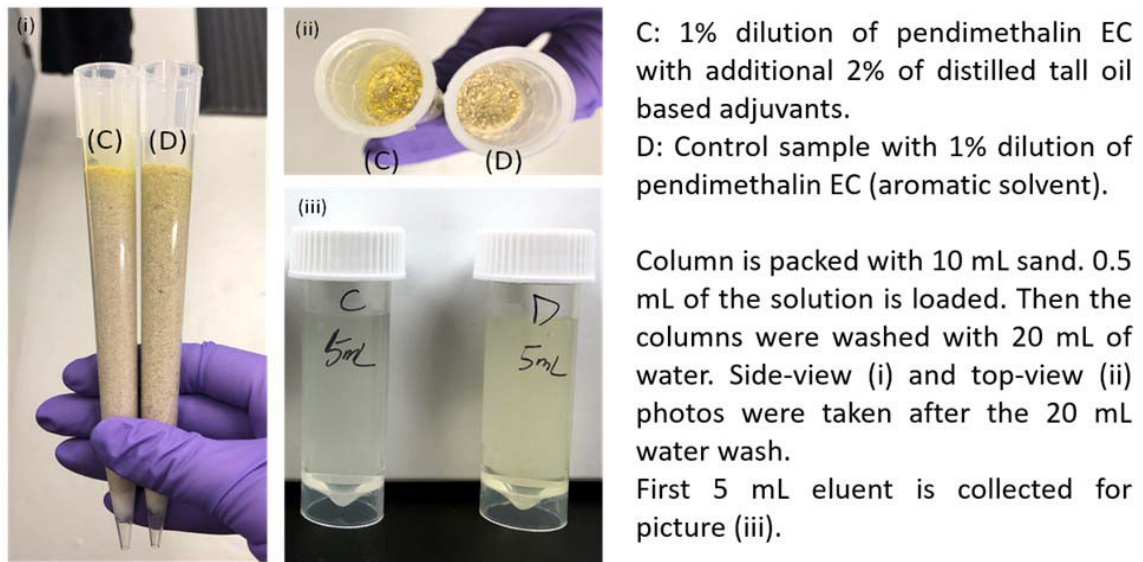 (i)
(C) (D)
(ii)
(C) (D)
(iii)
C
5mL
D
5mL
C: 1% dilution of pendimethalin EC
with additional 2% of distilled tall oil
based adjuvants.
D: Control sample with 1% dilution of
pendimethalin EC (aromatic solvent).
Column is packed with 10 mL sand. 0.5
mL of the solution is loaded. Then the
columns were washed with 20 mL of
water. Side-view (i) and top-view (ii)
photos were taken after the 20 mL
water wash.
First 5 mL eluent is collected for
picture (iii).